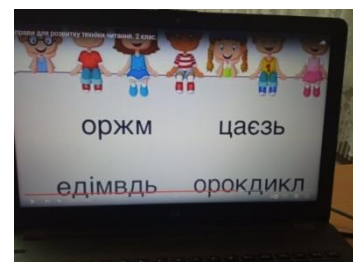 прави для розвитку техніки читання. 2 клас.
оржм цаєзь
едімвдь орокдикл